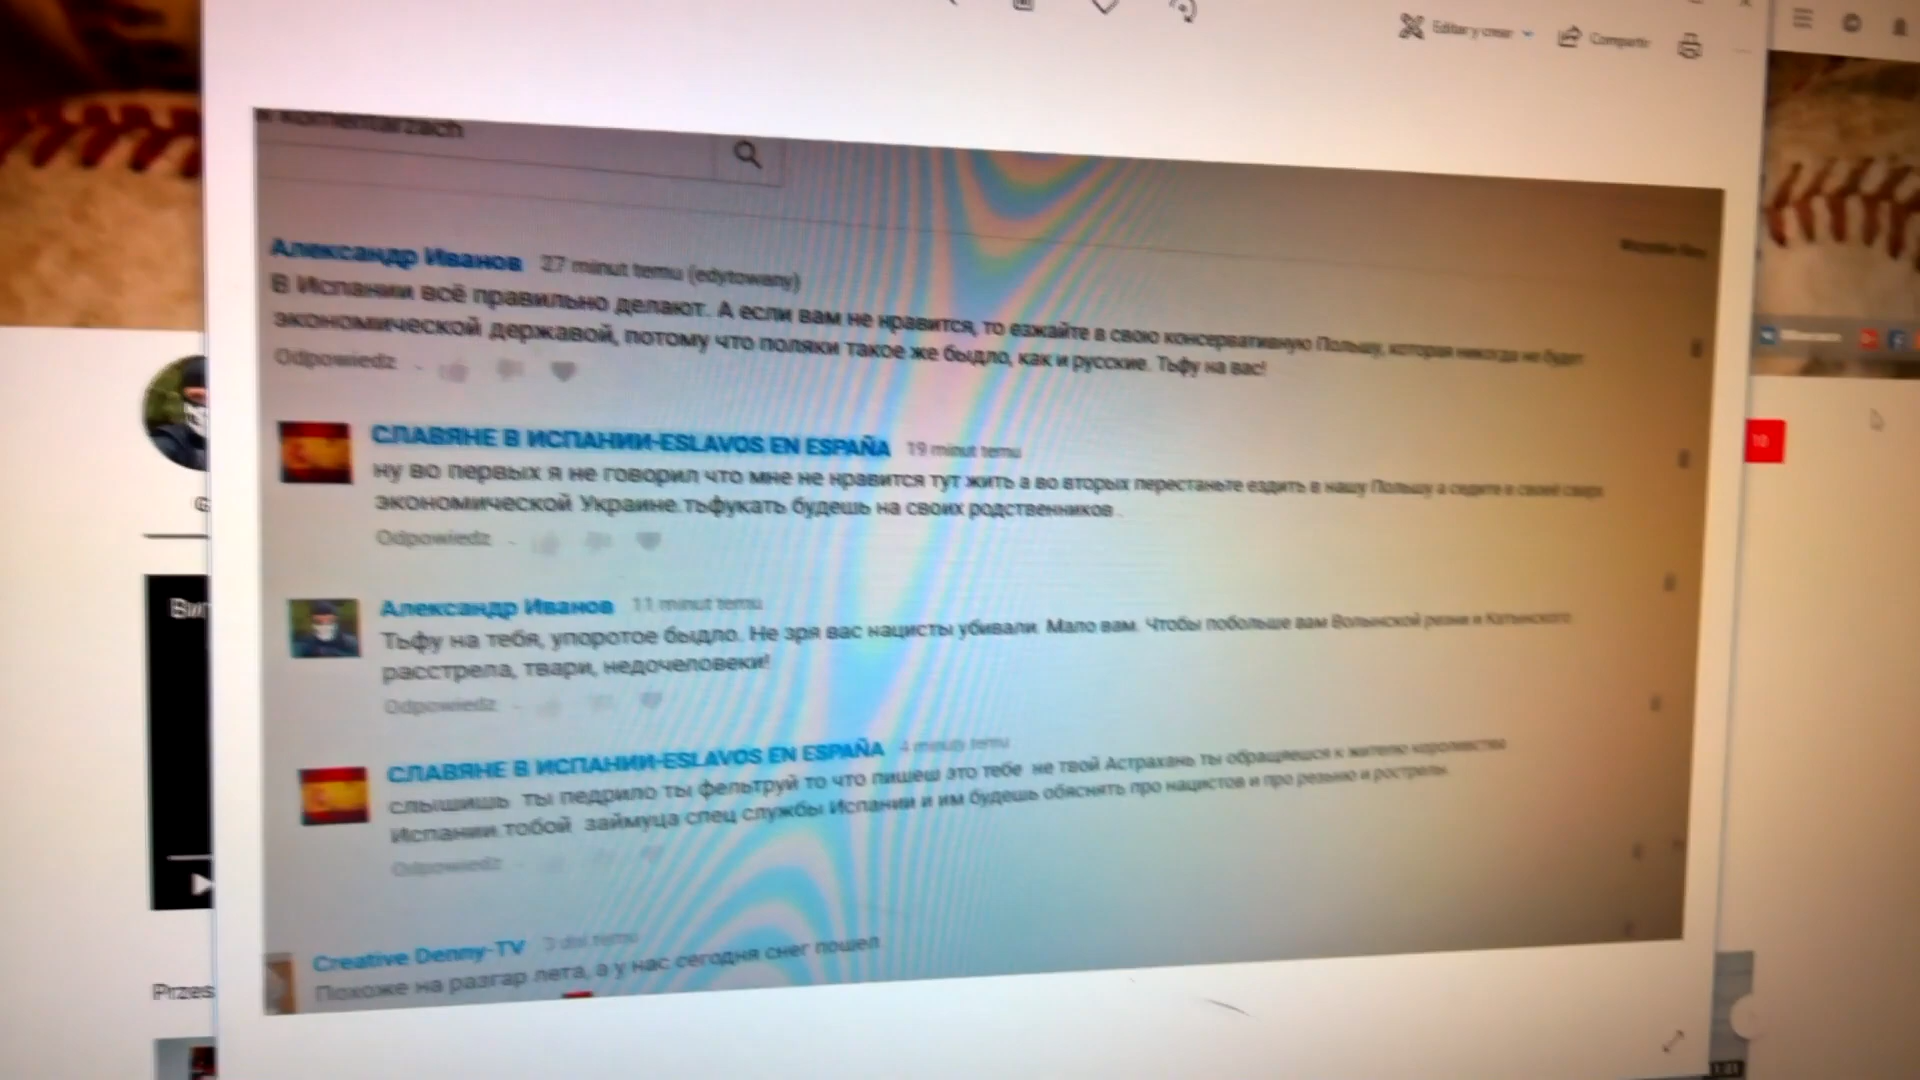 Editar y crear
Compartir
w komentarzach
Александр Иванов 27 minut temu (edytowany)
В Испании всё правильно делают. А если вам не нравится, то езжайте в свою консервативную Польшу, которая никогда не будет
экономической державой, потому что поляки такое же быдло, как и русские. Тьфу на вас!
Odpowiedz
СЛАВЯНЕ В ИСПАНИИ-ESLAVOS EN ESPAÑA 19 minut temu
ну во первых я не говорил что мне не нравится тут жить а во вторых перестаньте ездить в нашу Польшу а сидите в своей сверх
экономической Украине.тьфукать будешь на своих родственников .
Odpowiedz
Александр Иванов 11 minut temu
Тьфу на тебя, упоротое быдло. Не зря вас нацисты убивали. Мало вам. Чтобы побольше вам Волынской резни и Катынского
расстрела, твари, недочеловеки!
Odpowiedz
СЛАВЯНЕ В ИСПАНИИ-ESLAVOS EN ESPAÑA 4 minuty temu
слышишь ты педрило ты фельтруй то что пишеш это тебе не твой Астрахань ты обращяешся к жителю королевства
Испании.тобой займуца спец службы Испании и им будешь обяснять про нацистов и про резьню и рострелы.
Odpowiedz
Creative Denny-TV 3 dni temu
Похоже на разгар лета, а у нас сегодня снег пошел
10
Przes